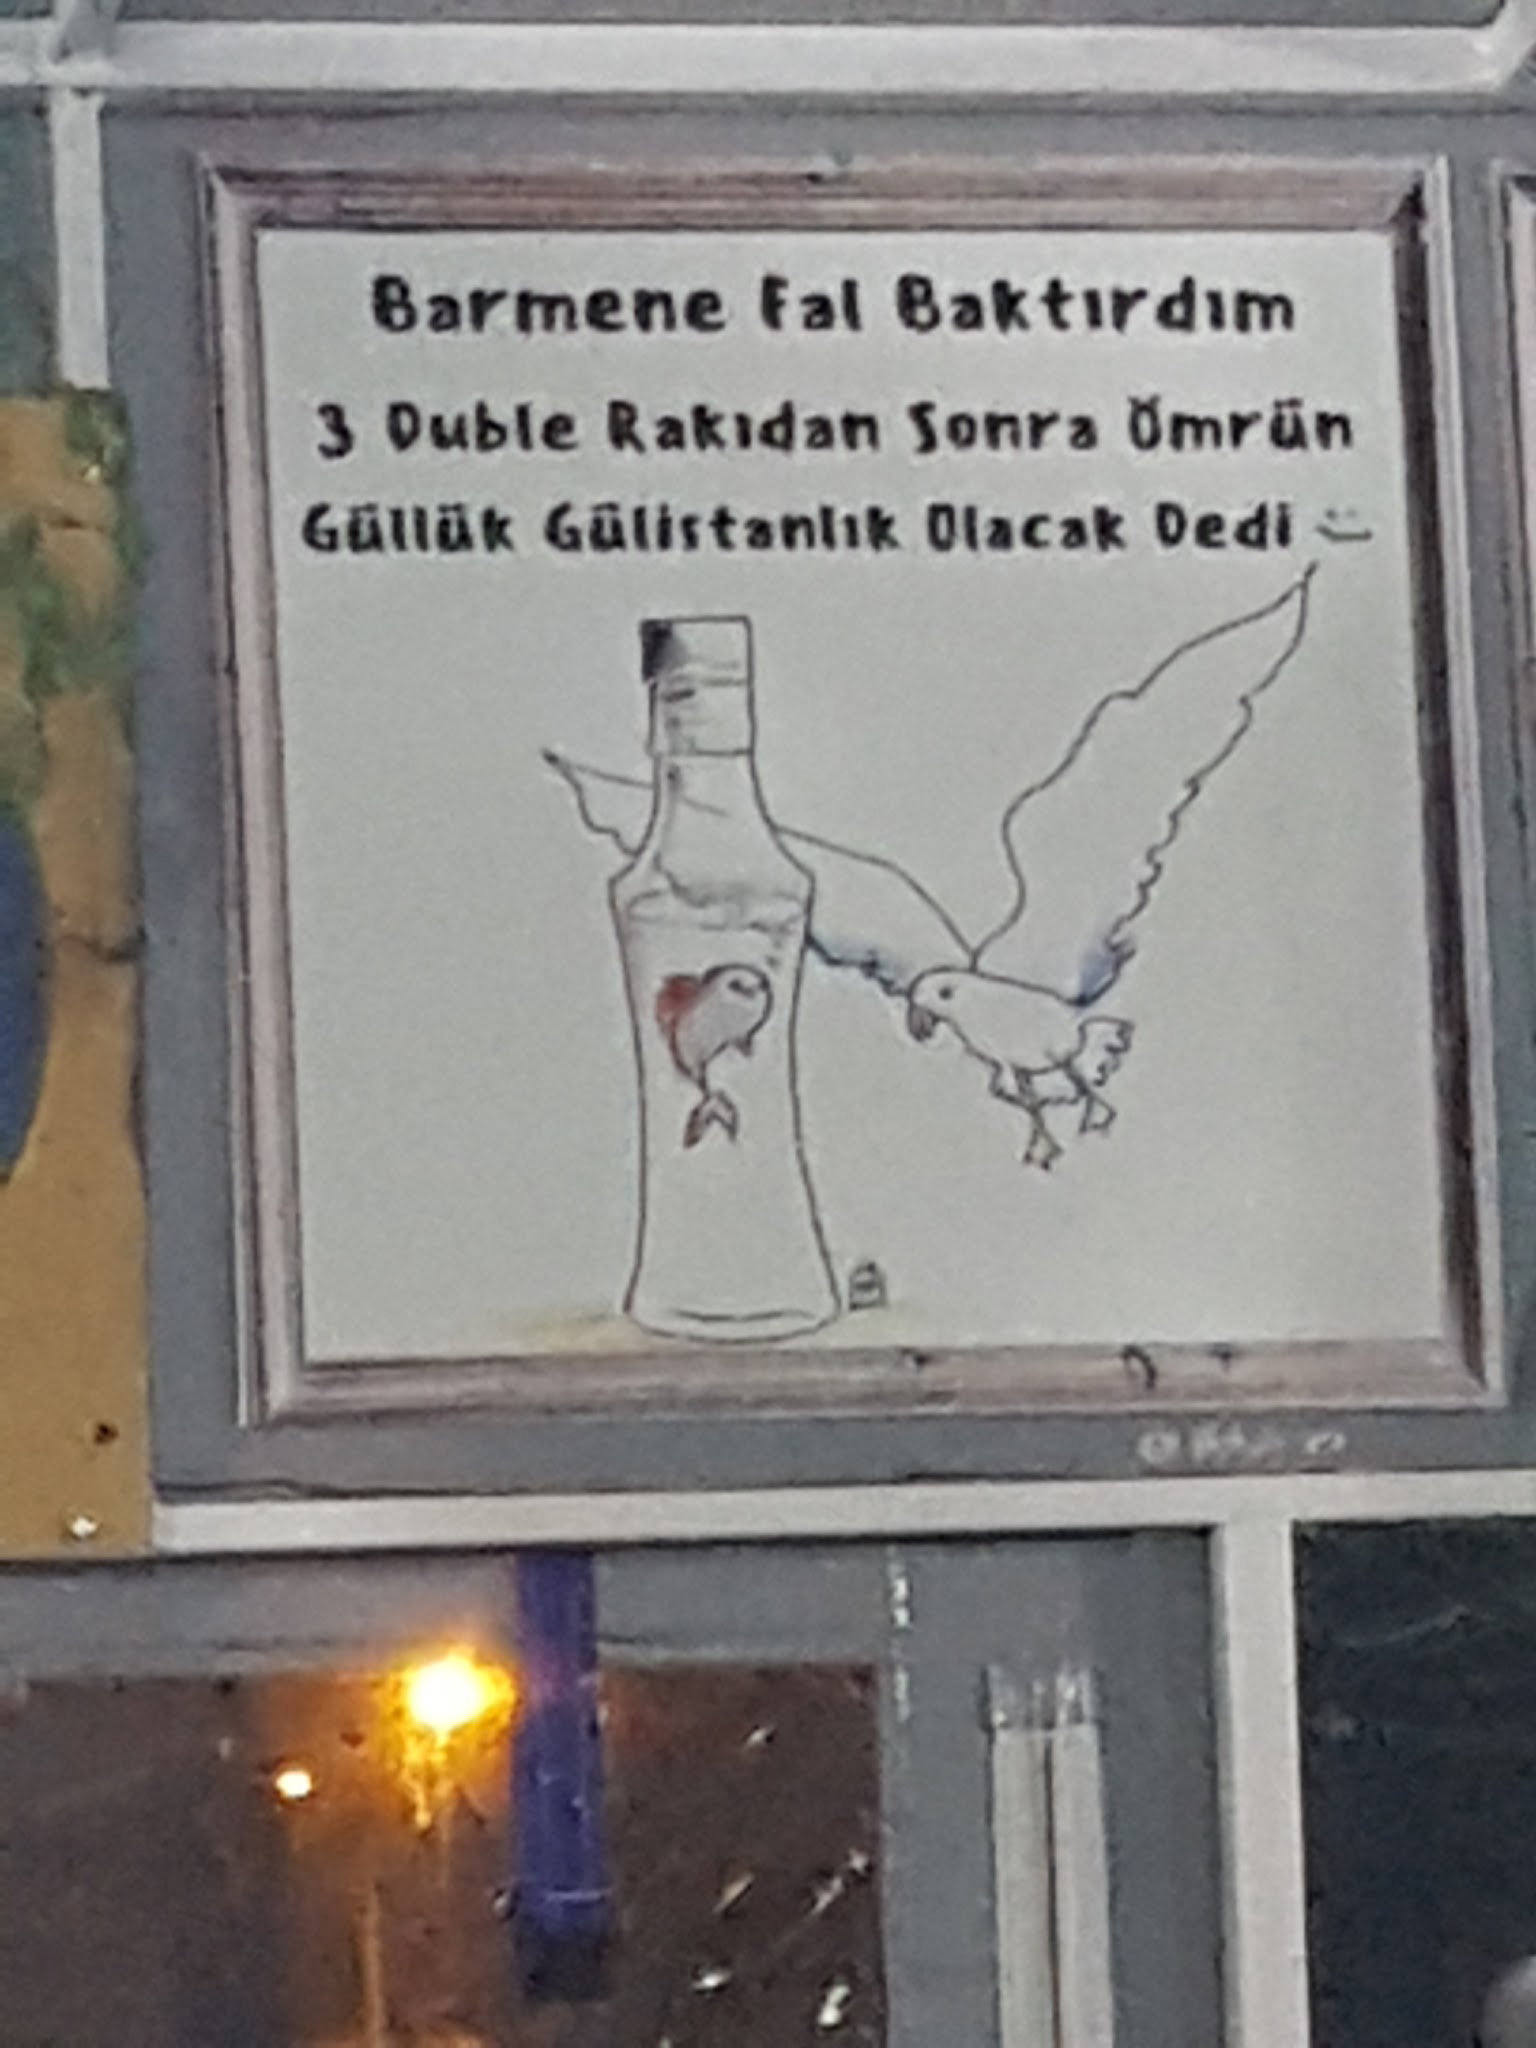 Barmene Fal Baktırdım
3 Duble Rakıdan Sonra Ömrün
Güllük Gülistanlık Olacak Dedi :)